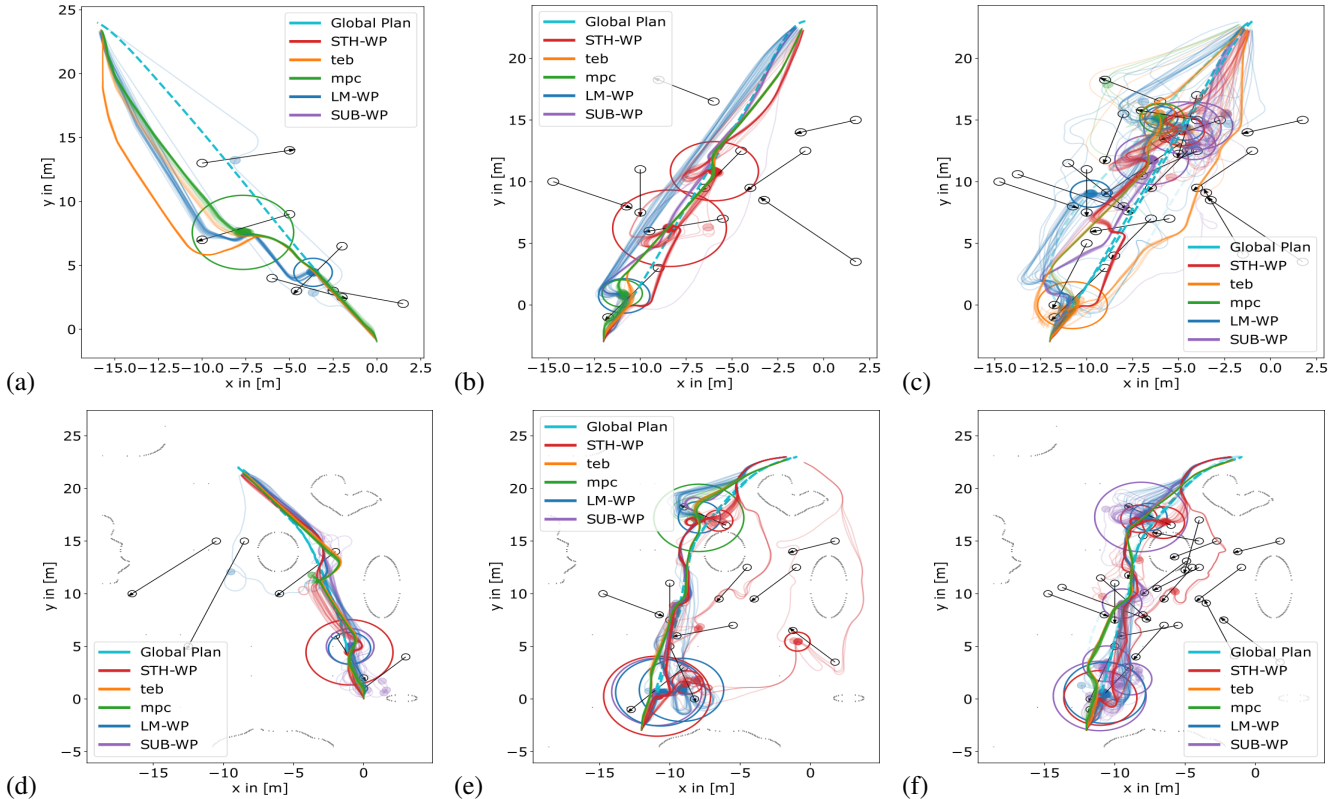 25
20
15
10
5
0
y in [m]
−15.0
−12.5
−10.0
−7.5
−5.0
−2.5
0.0
2.5
x in [m]
Global Plan
STH-WP
teb
mpc
LM-WP
SUB-WP
(a)
25
20
15
10
5
0
y in [m]
−15.0
−12.5
−10.0
−7.5
−5.0
−2.5
0.0
2.5
x in [m]
Global Plan
STH-WP
teb
mpc
LM-WP
SUB-WP
(b)
25
20
15
10
5
0
y in [m]
−15.0
−12.5
−10.0
−7.5
−5.0
−2.5
0.0
2.5
x in [m]
Global Plan
STH-WP
teb
mpc
LM-WP
SUB-WP
(c)
25
20
15
10
5
0
−5
y in [m]
−15
−10
−5
0
x in [m]
Global Plan
STH-WP
teb
mpc
LM-WP
SUB-WP
(d)
25
20
15
10
5
0
−5
y in [m]
−15
−10
−5
0
x in [m]
Global Plan
STH-WP
teb
mpc
LM-WP
SUB-WP
(e)
25
20
15
10
5
0
−5
y in [m]
−15
−10
−5
0
x in [m]
Global Plan
STH-WP
teb
mpc
LM-WP
SUB-WP
(f)